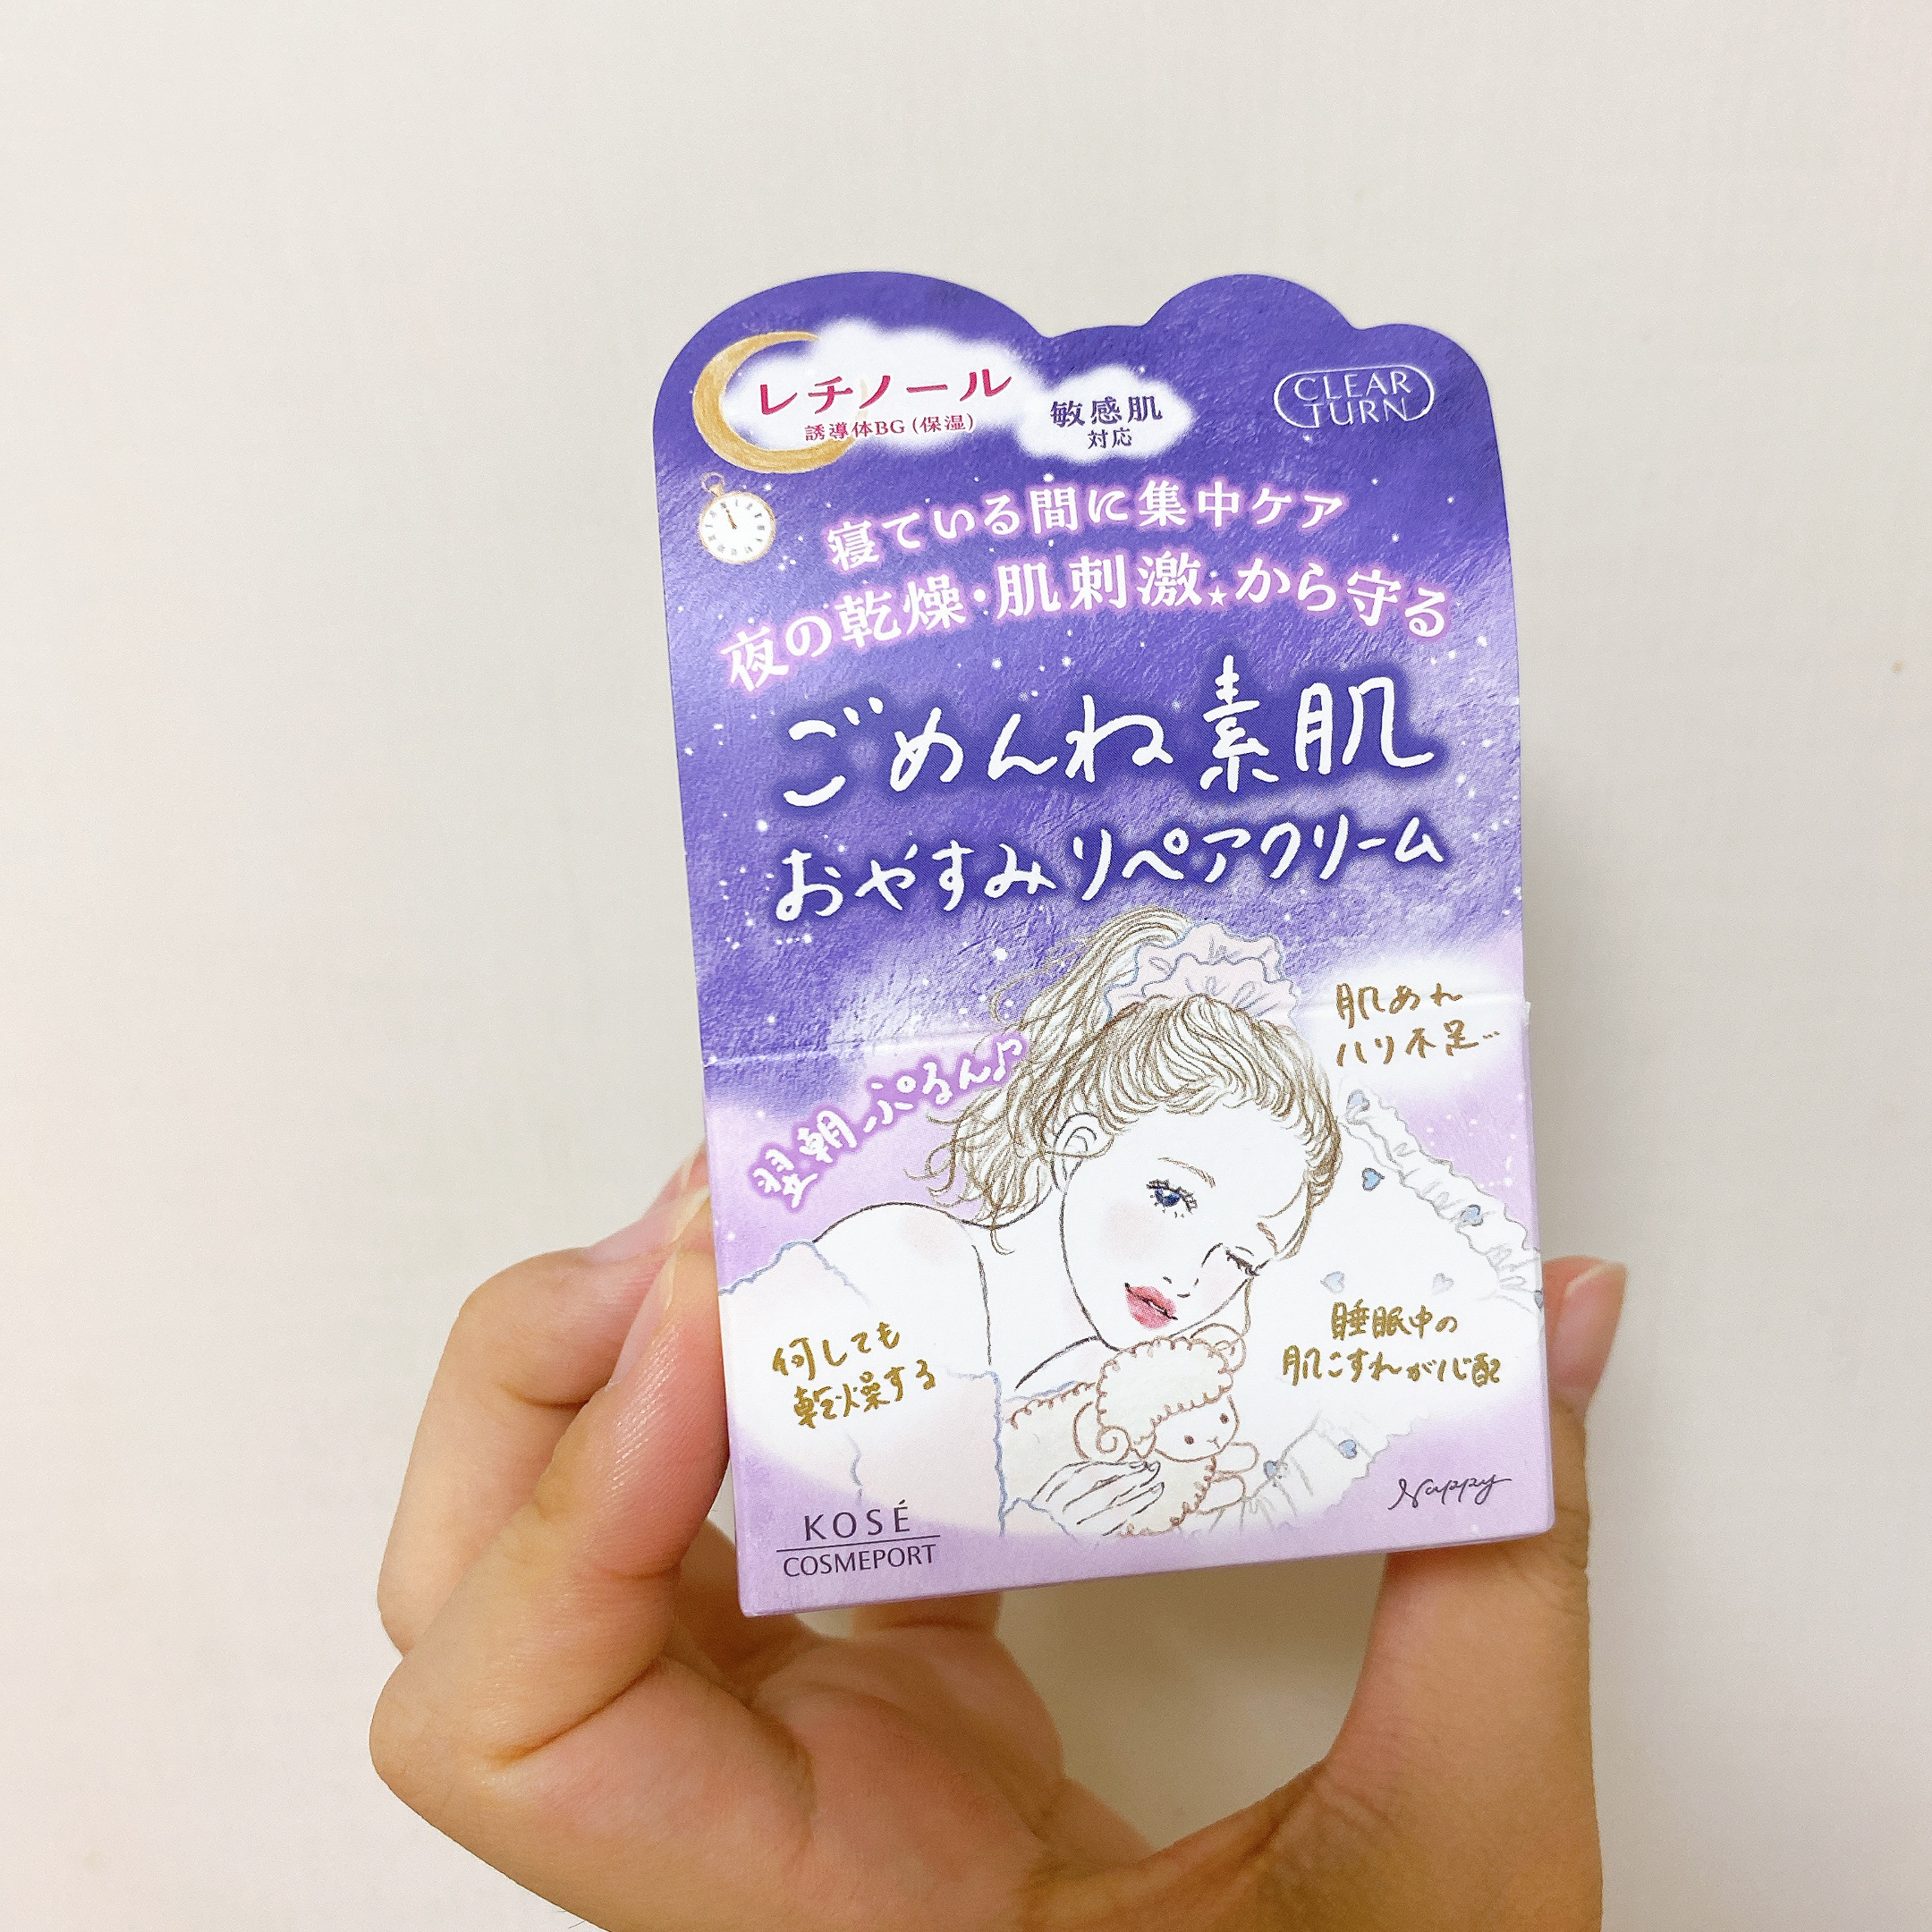 レチノール
誘導体BG(保湿)
敏感肌
対応
CLEAR
TURN
寝ている間に集中ケア
夜の乾燥・肌刺激★から守る
ごめんね素肌
おやすみリペアクリーム
肌あれ
ハリ不足…
翌朝ぷるん♪
何しても
乾燥する
睡眠中の
肌こすれが心配
Nappy
KOSÉ
COSMEPORT